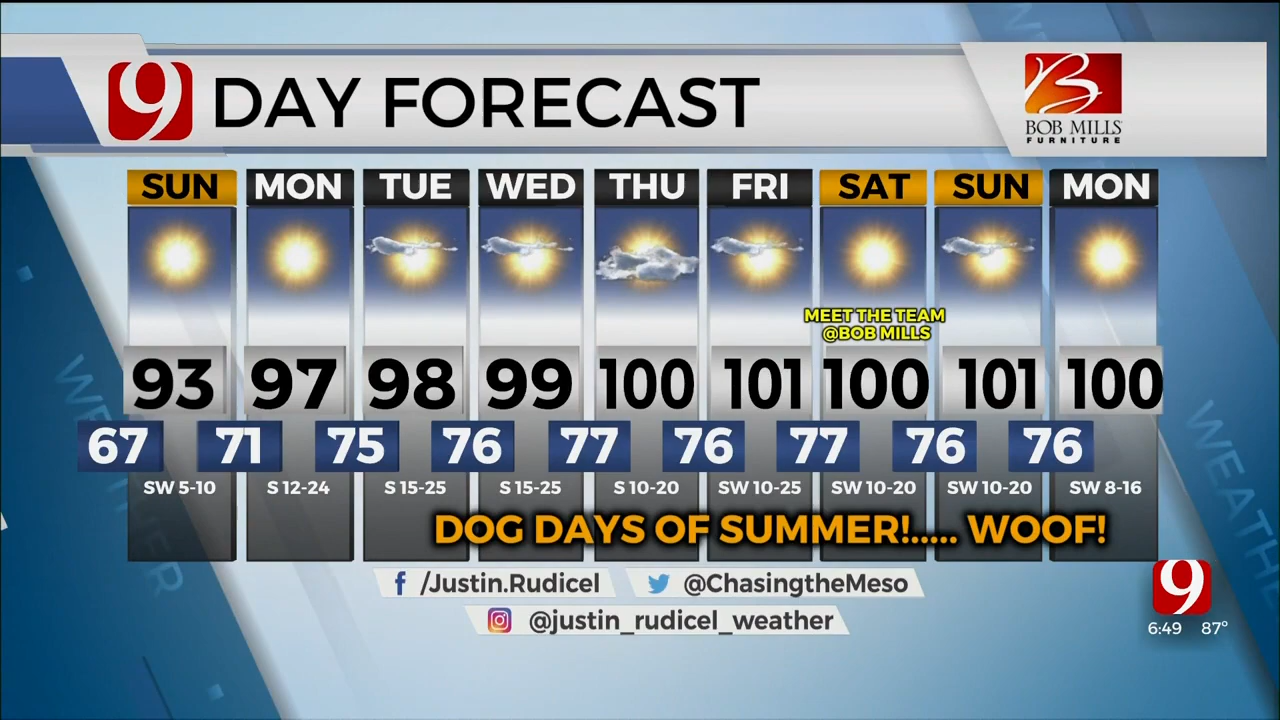 9 DAY FORECAST
B
BOB MILLS
FURNITURE
SUN MON TUE WED THU FRI SAT SUN MON
MEET THE TEAM
@BOB MILLS
93 97 98 99 100 101 100 101 100
67 71 75 76 77 76 77 76 76
SW 5-10 S 12-24 S 15-25 S 15-25 S 10-20 SW 10-25 SW 10-20 SW 10-20 SW 8-16
DOG DAYS OF SUMMER!..... WOOF!
f /Justin.Rudicel @ChasingtheMeso
@justin_rudicel_weather
9
6:49 87°
WEATHER
WEATHER
WEATHER